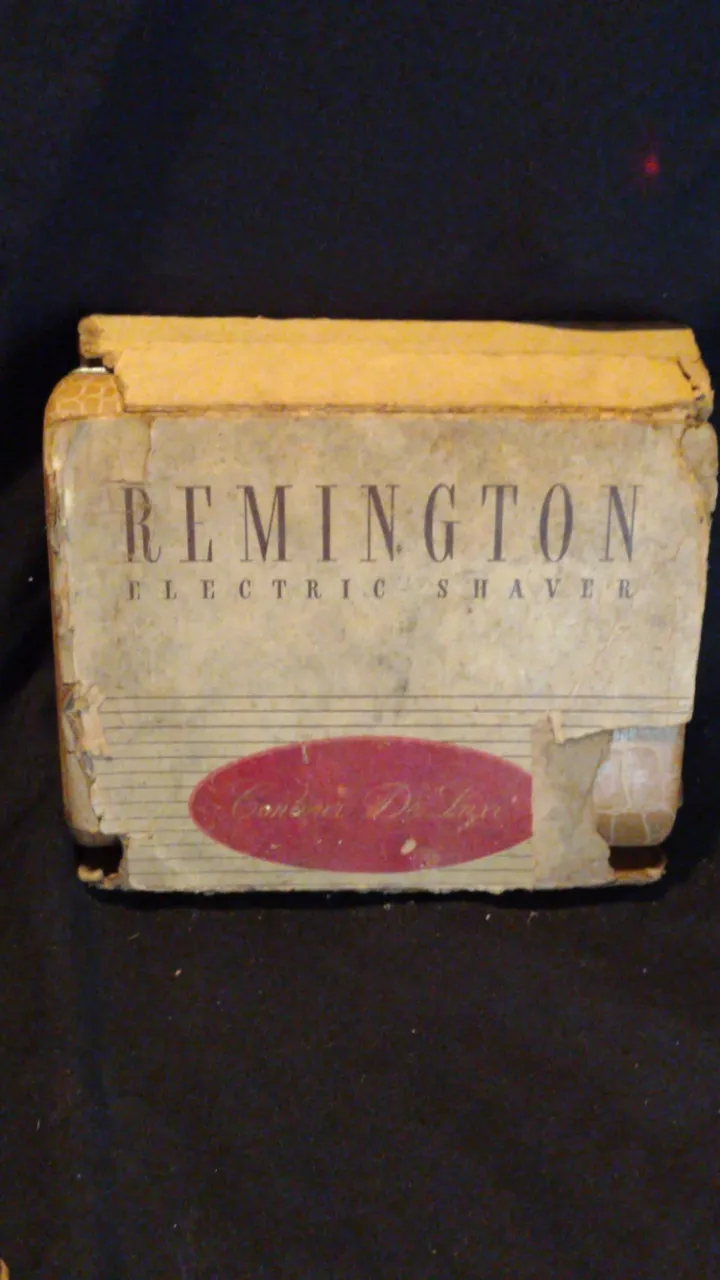 REMINGTON
ELECTRIC SHAVER
Contour De Luxe